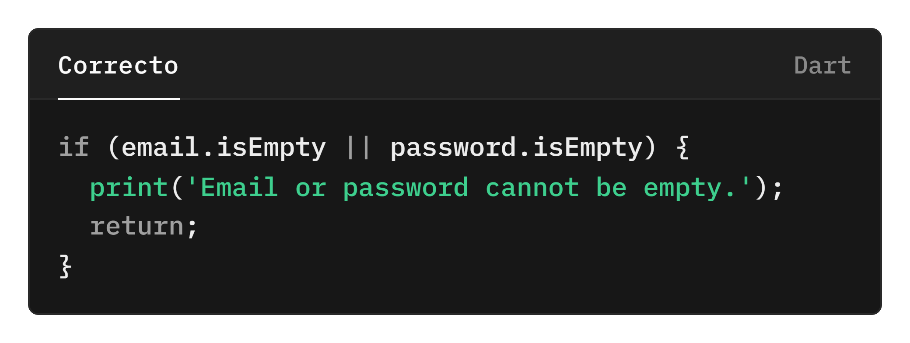 Correcto
Dart
if (email.isEmpty || password.isEmpty) {
  print('Email or password cannot be empty.');
  return;
}